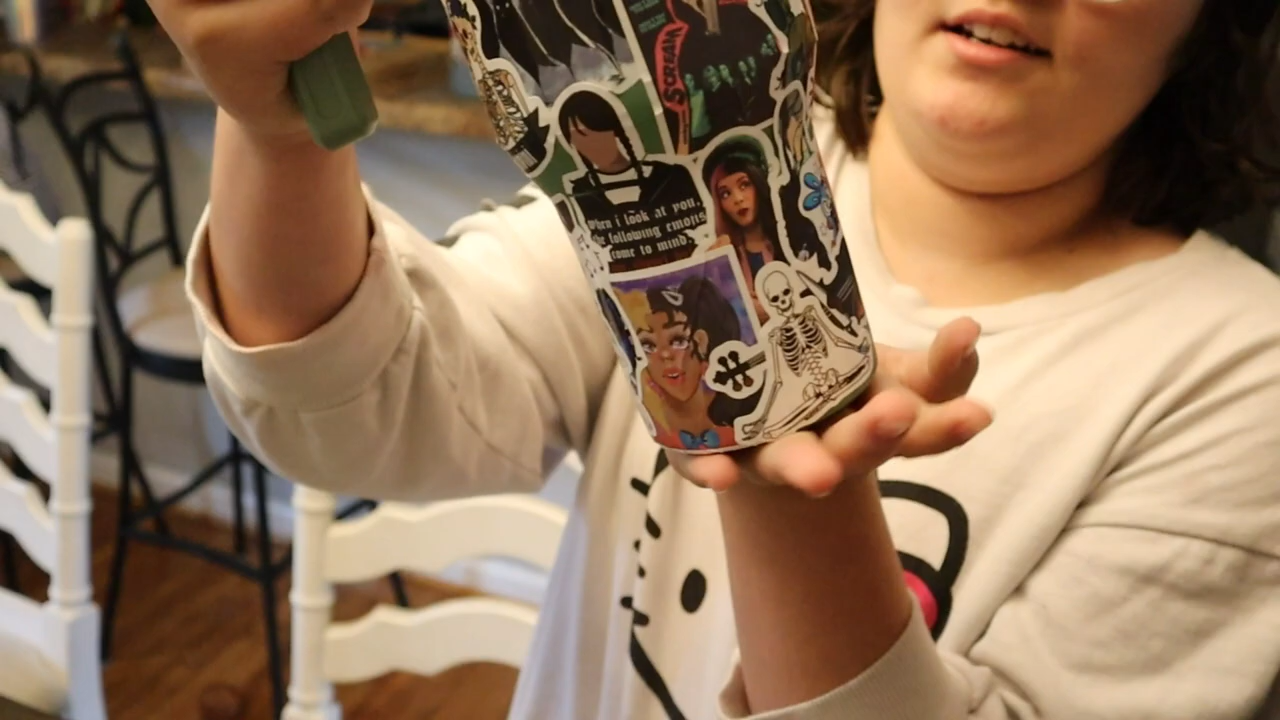 SCREAM
When i look at you,
the following emojis
come to mind: